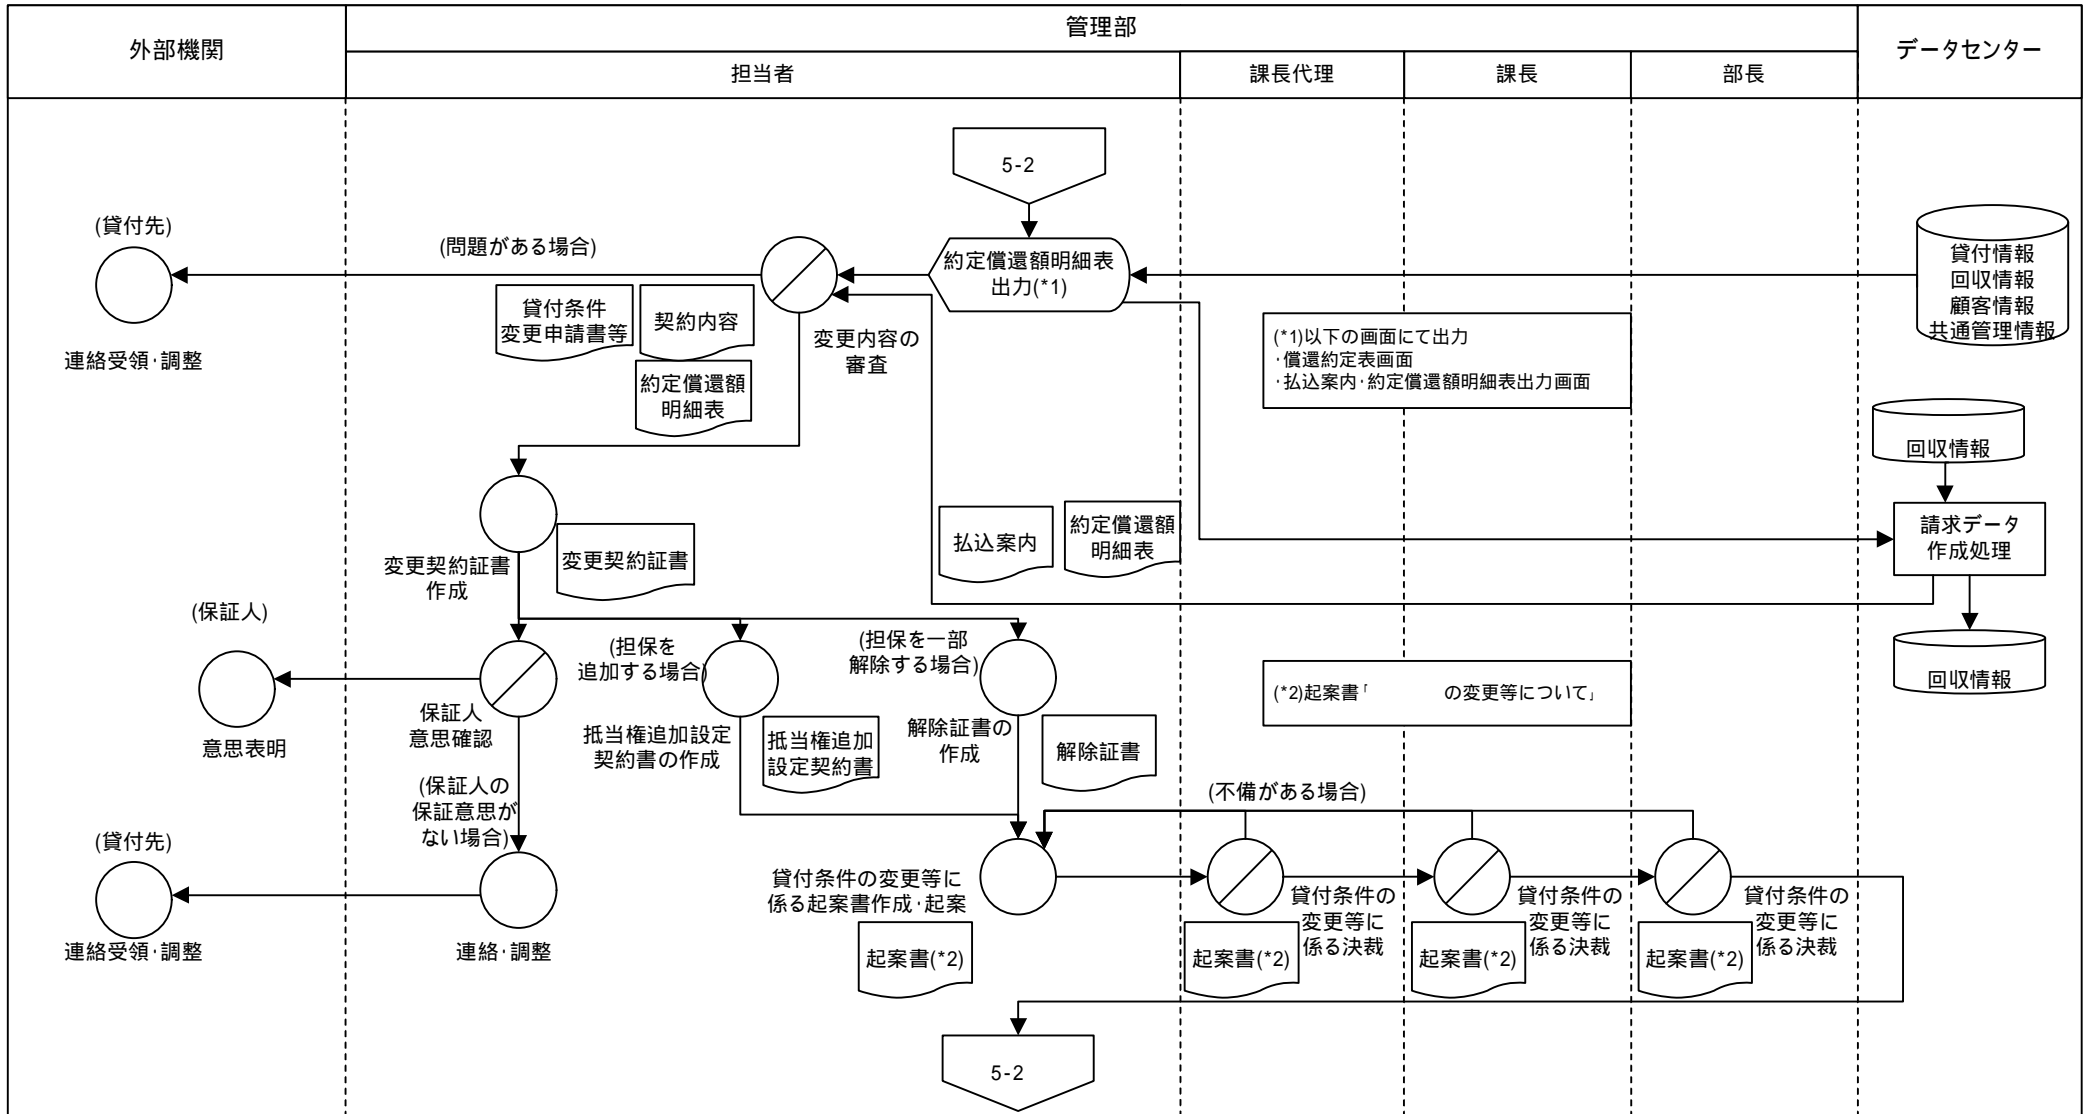 外部機関
管理部
データセンター
担当者
課長代理
課長
部長
5-2
(貸付先)
(問題がある場合)
約定償還額明細表
出力(*1)
貸付情報
回収情報
顧客情報
共通管理情報
連絡受領･調整
貸付条件
変更申請書等
契約内容
変更内容の
審査
約定償還額
明細表
(*1)以下の画面にて出力
･償還約定表画面
･払込案内･約定償還額明細表出力画面
回収情報
変更契約証書
作成
変更契約証書
払込案内
約定償還額
明細表
請求データ
作成処理
(保証人)
意思表明
保証人
意思確認
(担保を
追加する場合)
抵当権追加設定
契約書の作成
抵当権追加
設定契約書
(担保を一部
解除する場合)
解除証書の
作成
解除証書
(*2)起案書｢　　　　の変更等について｣
回収情報
(保証人の
保証意思が
ない場合)
(不備がある場合)
(貸付先)
連絡受領･調整
連絡･調整
貸付条件の変更等に
係る起案書作成･起案
起案書(*2)
貸付条件の
変更等に
係る決裁
起案書(*2)
貸付条件の
変更等に
係る決裁
起案書(*2)
貸付条件の
変更等に
係る決裁
起案書(*2)
5-2